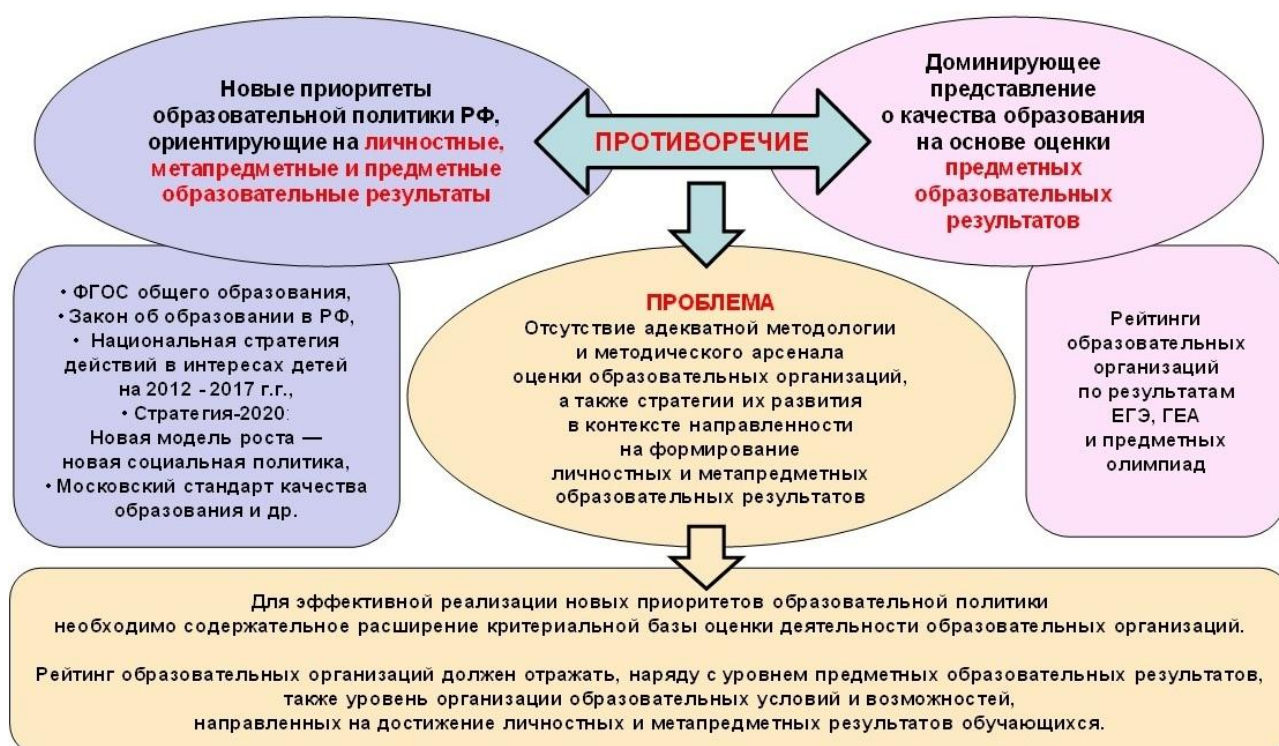 Новые приоритеты
образовательной политики РФ,
ориентирующие на личностные,
метапредметные и предметные
образовательные результаты
ПРОТИВОРЕЧИЕ
Доминирующее
представление
о качества образования
на основе оценки
предметных
образовательных
результатов
• ФГОС общего образования,
• Закон об образовании в РФ,
• Национальная стратегия
действий в интересах детей
на 2012 - 2017 г.г.,
• Стратегия-2020:
Новая модель роста —
новая социальная политика,
• Московский стандарт качества
образования и др.
ПРОБЛЕМА
Отсутствие адекватной методологии
и методического арсенала
оценки образовательных организаций,
а также стратегии их развития
в контексте направленности
на формирование
личностных и метапредметных
образовательных результатов
Рейтинги
образовательных
организаций
по результатам
ЕГЭ, ГЕА
и предметных
олимпиад
Для эффективной реализации новых приоритетов образовательной политики
необходимо содержательное расширение критериальной базы оценки деятельности образовательных организаций.
Рейтинг образовательных организаций должен отражать, наряду с уровнем предметных образовательных результатов,
также уровень организации образовательных условий и возможностей,
направленных на достижение личностных и метапредметных результатов обучающихся.